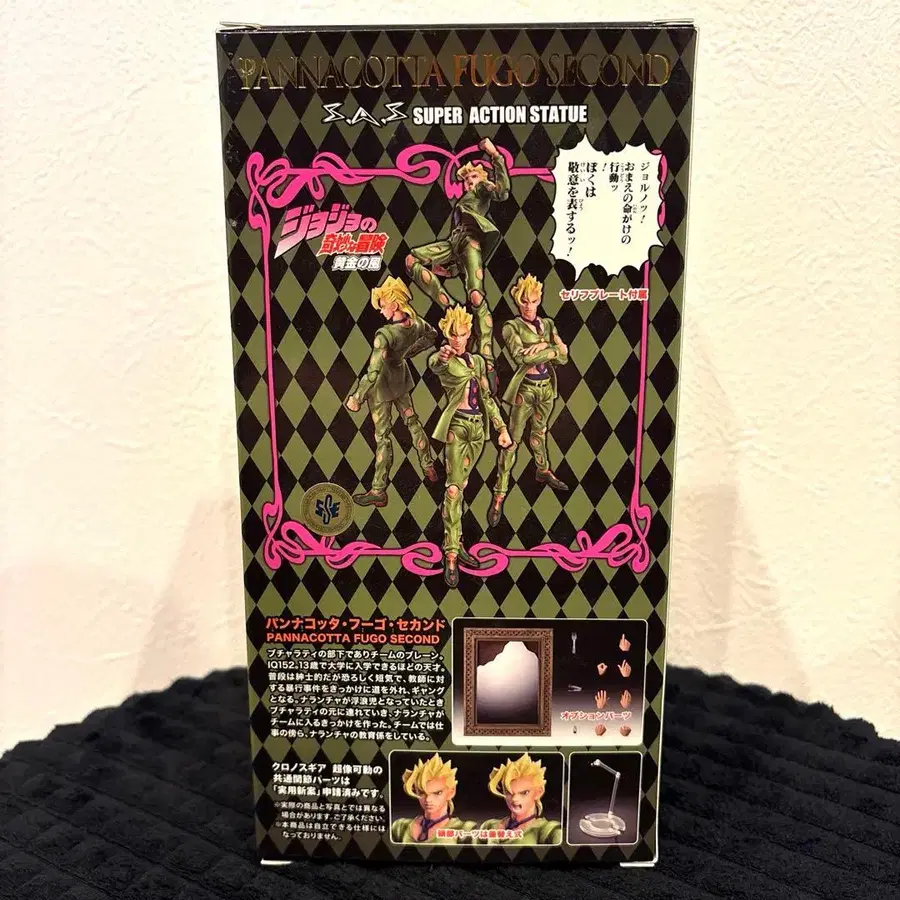 PANNACOTTA FUGO SECOND
S.A.S SUPER ACTION STATUE
ジョルノッ!
おまえの命がけの
行動ッ
!
ぼくは
敬意を表するッ!
ジョジョの
奇妙な冒険
黄金の風
セリフプレート付属
SSE
パンナコッタ・フーゴ・セカンド
PANNACOTTA FUGO SECOND
ブチャラティの部下でありチームのブレーン。
IQ152。13歳で大学に入学できるほどの天才。
普段は紳士的だが恐ろしく短気で、教師に対
する暴行事件をきっかけに道を外れ、ギャング
となる。ナランチャが浮浪児となっていたとき
ブチャラティの元に連れていき、ナランチャが
チームに入るきっかけを作った。チームでは仕
事の傍ら、ナランチャの教育係をしている。
オプションパーツ
クロノスギア 超像可動の
共通関節パーツは
「実用新案」申請済みです。
※実際の商品と写真とでは異なる
場合があります。ご了承ください。
※本商品は自立できる仕様には
なっておりません。
頭部パーツは差替え式